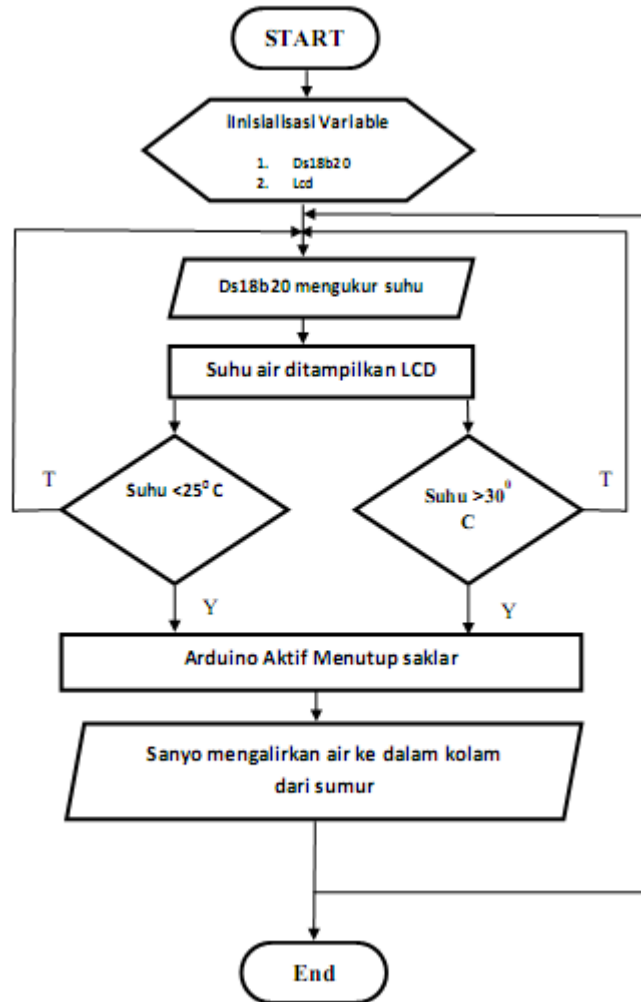 START
iInisialisasi Variable
1. Ds18b20
2. Lcd
Ds18b20 mengukur suhu
Suhu air ditampilkan LCD
T
Suhu <25⁰ C
Suhu >30⁰
C
T
Y
Y
Arduino Aktif Menutup saklar
Sanyo mengalirkan air ke dalam kolam
dari sumur
End